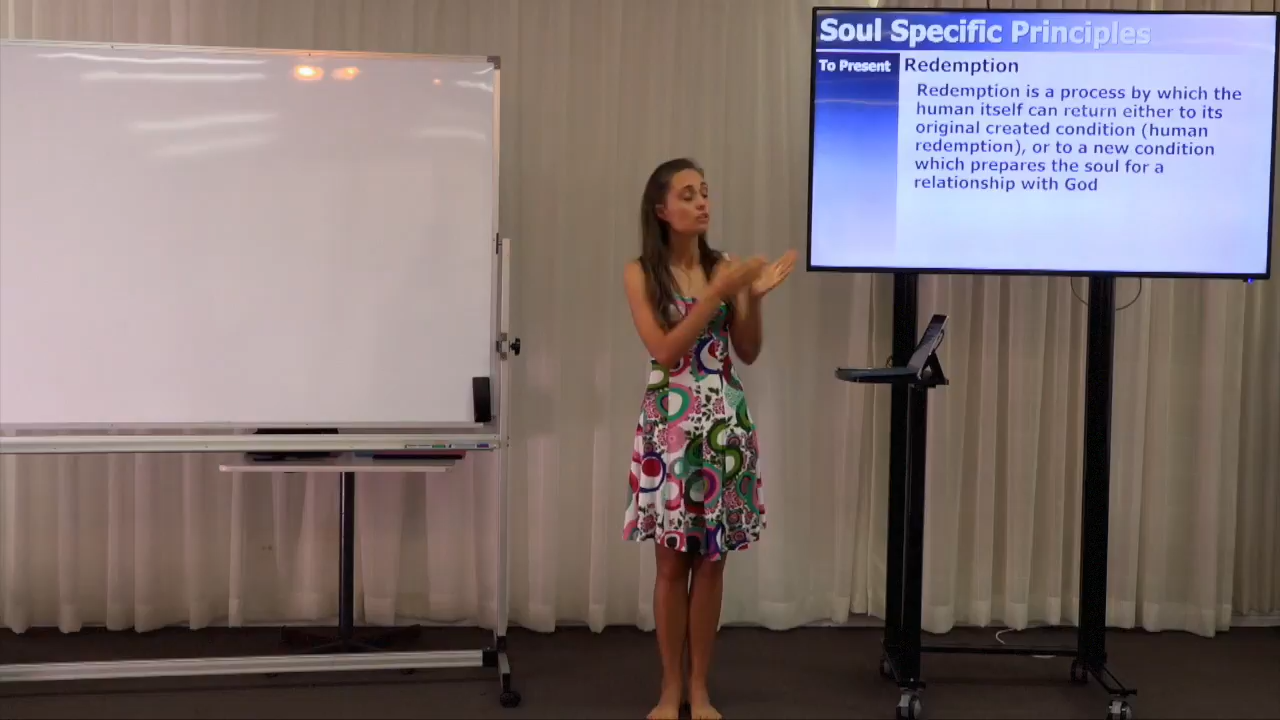 Soul Specific Principles
To Present
Redemption
Redemption is a process by which the
human itself can return either to its
original created condition (human
redemption), or to a new condition
which prepares the soul for a
relationship with God